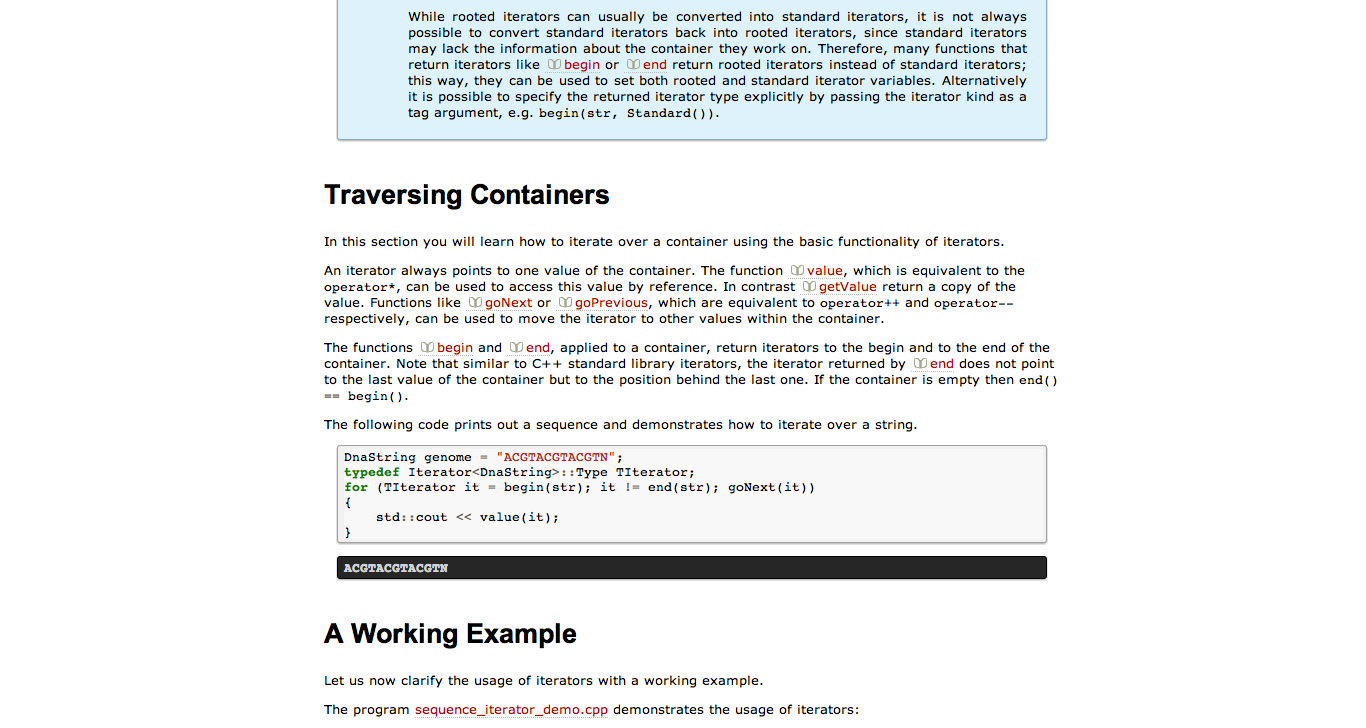 While rooted iterators can usually be converted into standard iterators, it is not always
possible to convert standard iterators back into rooted iterators, since standard iterators
may lack the information about the container they work on. Therefore, many functions that
return iterators like begin or end return rooted iterators instead of standard iterators;
this way, they can be used to set both rooted and standard iterator variables. Alternatively
it is possible to specify the returned iterator type explicitly by passing the iterator kind as a
tag argument, e.g. begin(str, Standard()).
Traversing Containers
In this section you will learn how to iterate over a container using the basic functionality of iterators.
An iterator always points to one value of the container. The function value, which is equivalent to the
operator*, can be used to access this value by reference. In contrast getValue return a copy of the
value. Functions like goNext or goPrevious, which are equivalent to operator++ and operator--
respectively, can be used to move the iterator to other values within the container.
The functions begin and end, applied to a container, return iterators to the begin and to the end of the
container. Note that similar to C++ standard library iterators, the iterator returned by end does not point
to the last value of the container but to the position behind the last one. If the container is empty then end()
== begin().
The following code prints out a sequence and demonstrates how to iterate over a string.
DnaString genome = "ACGTACGTACGTN";
typedef Iterator<DnaString>::Type TIterator;
for (TIterator it = begin(str); it != end(str); goNext(it))
{
    std::cout << value(it);
}
ACGTACGTACGTN
A Working Example
Let us now clarify the usage of iterators with a working example.
The program sequence_iterator_demo.cpp demonstrates the usage of iterators: